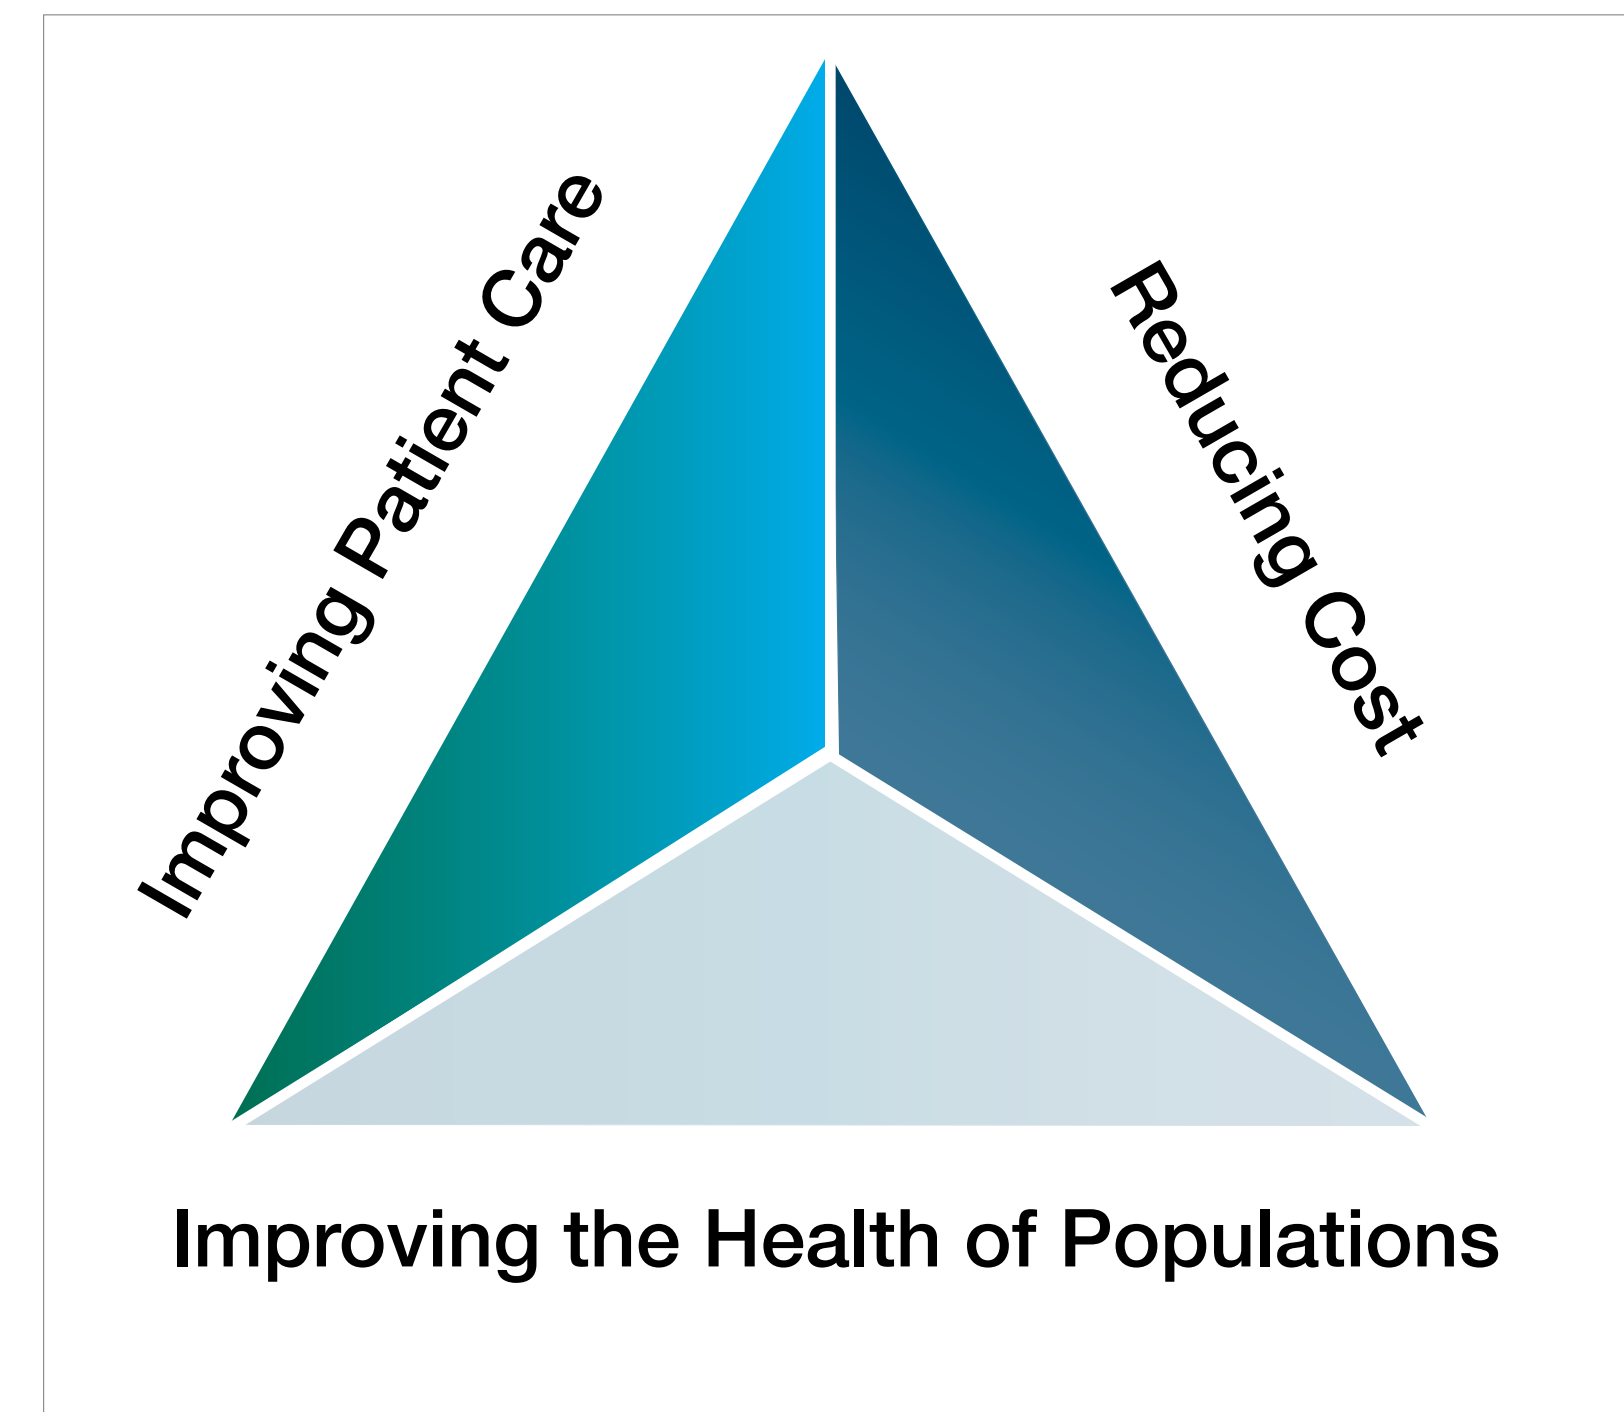 Improving Patient Care
Reducing Cost
Improving the Health of Populations